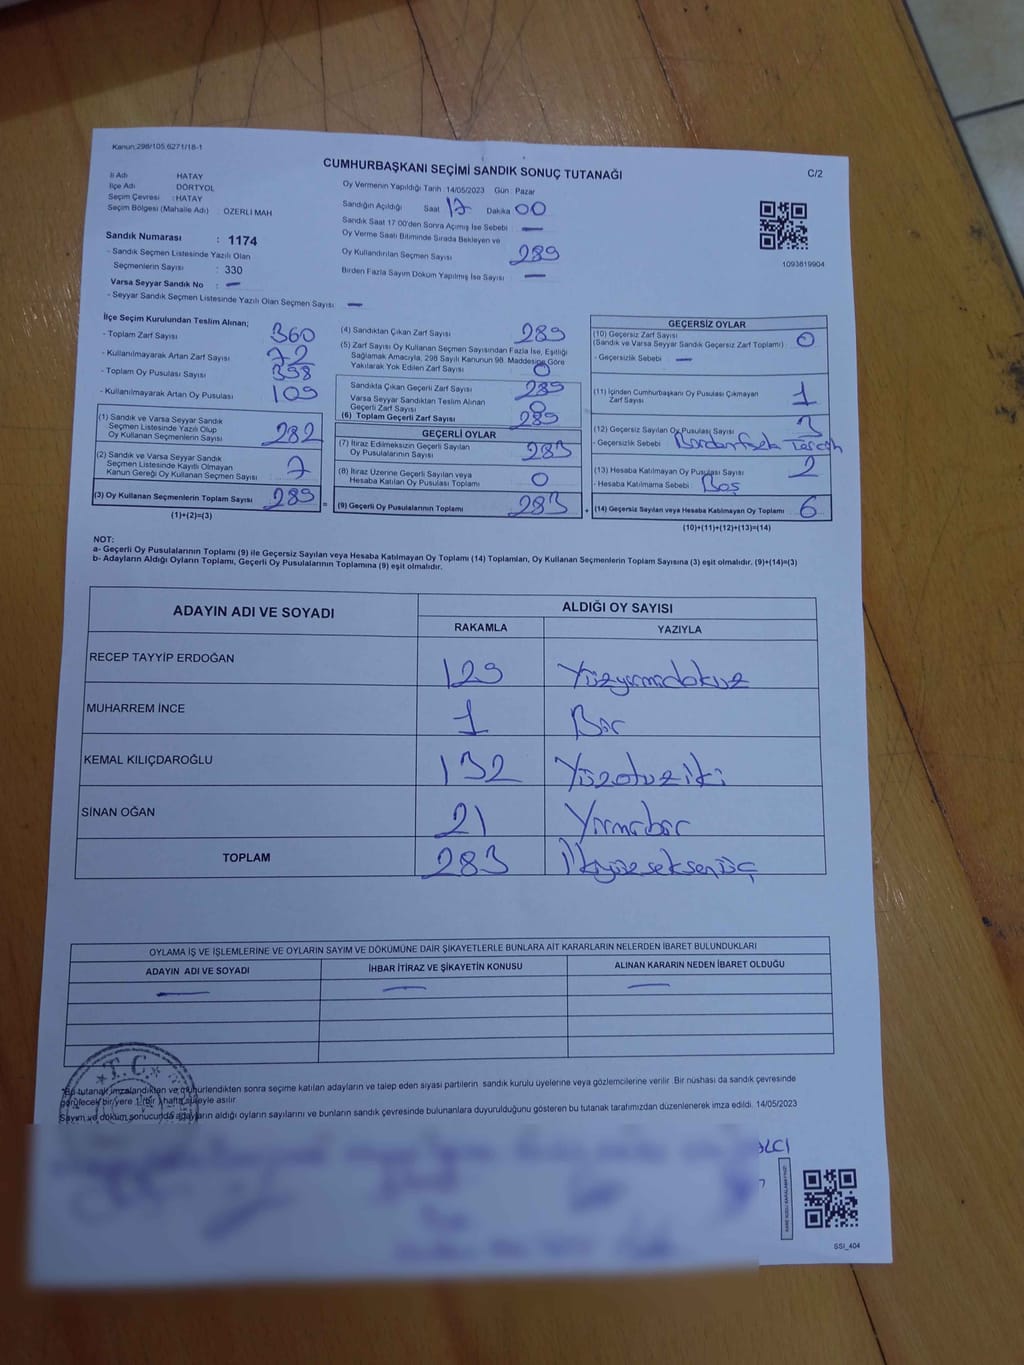 Kanun:298/105.6271/18-1
CUMHURBAŞKANI SEÇİMİ SANDIK SONUÇ TUTANAĞI
C/2
İl Adı HATAY
İlçe Adı DÖRTYOL
Seçim Çevresi : HATAY
Seçim Bölgesi (Mahalle Adı) : ÖZERLİ MAH
Oy Vermenin Yapıldığı Tarih :14/05/2023 Gün : Pazar
Sandığın Açıldığı Saat 17 Dakika 00
Sandık Saat 17:00'den Sonra Açımış İse Sebebi —
Oy Verme Saati Bitiminde Sırada Bekleyen ve
Oy Kullandırılan Seçmen Sayısı 289
Birden Fazla Sayım Döküm Yapılmış İse Sayısı —
1093819904
Sandık Numarası : 1174
- Sandık Seçmen Listesinde Yazılı Olan
Seçmenlerin Sayısı : 330
Varsa Seyyar Sandık No : —
- Seyyar Sandık Seçmen Listesinde Yazılı Olan Seçmen Sayısı : —
İlçe Seçim Kurulundan Teslim Alınan;
- Toplam Zarf Sayısı 360
- Kullanılmayarak Artan Zarf Sayısı 72
- Toplam Oy Pusulası Sayısı 398
- Kullanılmayarak Artan Oy Pusulası 109
(1) Sandık ve Varsa Seyyar Sandık
Seçmen Listesinde Yazılı Olup
Oy Kullanan Seçmenlerin Sayısı 282
(2) Sandık ve Varsa Seyyar Sandık
Seçmen Listesinde Kayıtlı Olmayan
Kanun Gereği Oy Kullanan Seçmen Sayısı 7
(3) Oy Kullanan Seçmenlerin Toplam Sayısı 289
(1)+(2)=(3)
(4) Sandıktan Çıkan Zarf Sayısı 289
(5) Zarf Sayısı Oy Kullanan Seçmen Sayısından Fazla İse, Eşitliği
Sağlamak Amacıyla, 298 Sayılı Kanunun 98. Maddesine Göre
Yakılarak Yok Edilen Zarf Sayısı 0
Sandıkta Çıkan Geçerli Zarf Sayısı 289
Varsa Seyyar Sandıktan Teslim Alınan
Geçerli Zarf Sayısı 0
(6) Toplam Geçerli Zarf Sayısı 289
GEÇERLİ OYLAR
(7) İtiraz Edilmeksizin Geçerli Sayılan
Oy Pusulalarının Sayısı 283
(8) İtiraz Üzerine Geçerli Sayılan veya
Hesaba Katılan Oy Pusulası Toplamı 0
= (9) Geçerli Oy Pusulalarının Toplamı 283
GEÇERSİZ OYLAR
(10) Geçersiz Zarf Sayısı
(Sandık ve Varsa Seyyar Sandık Geçersiz Zarf Toplamı) 0
- Geçersizlik Sebebi : —
(11) İçinden Cumhurbaşkanı Oy Pusulası Çıkmayan
Zarf Sayısı 1
(12) Geçersiz Sayılan Oy Pusulası Sayısı 3
- Geçersizlik Sebebi : Birden fazla Tercih
(13) Hesaba Katılmayan Oy Pusulası Sayısı 2
- Hesaba Katılmama Sebebi : Boş
+ (14) Geçersiz Sayılan veya Hesaba Katılmayan Oy Toplamı 6
(10)+(11)+(12)+(13)=(14)
NOT:
a- Geçerli Oy Pusulalarının Toplamı (9) ile Geçersiz Sayılan veya Hesaba Katılmayan Oy Toplamı (14) Toplamları, Oy Kullanan Seçmenlerin Toplam Sayısına (3) eşit olmalıdır. (9)+(14)=(3)
b- Adayların Aldığı Oyların Toplamı, Geçerli Oy Pusulalarının Toplamına (9) eşit olmalıdır.
ADAYIN ADI VE SOYADI ALDIĞI OY SAYISI
RAKAMLA YAZIYLA
RECEP TAYYİP ERDOĞAN 129 Yüzyirmidokuz
MUHARREM İNCE 1 Bir
KEMAL KILIÇDAROĞLU 132 Yüzotuziki
SİNAN OĞAN 21 Yirmibir
TOPLAM 283 İkiyüzseksenüç
OYLAMA İŞ VE İŞLEMLERİNE VE OYLARIN SAYIM VE DÖKÜMÜNE DAİR ŞİKAYETLERLE BUNLARA AİT KARARLARIN NELERDEN İBARET BULUNDUKLARI
ADAYIN ADI VE SOYADI İHBAR İTİRAZ VE ŞİKAYETİN KONUSU ALINAN KARARIN NEDEN İBARET OLDUĞU
— — —
T.C.
*Bu tutanak imzalandıktan ve mühürlendikten sonra seçime katılan adayların ve talep eden siyasi partilerin sandık kurulu üyelerine veya gözlemcilerine verilir. Bir nüshası da sandık çevresinde
görülecek bir yere 1 (bir) hafta süreyle asılır.
Sayım ve döküm sonucunda adayların aldığı oyların sayılarını ve bunların sandık çevresinde bulunanlara duyurulduğunu gösteren bu tutanak tarafımızdan düzenlenerek imza edildi. 14/05/2023
SSI_404